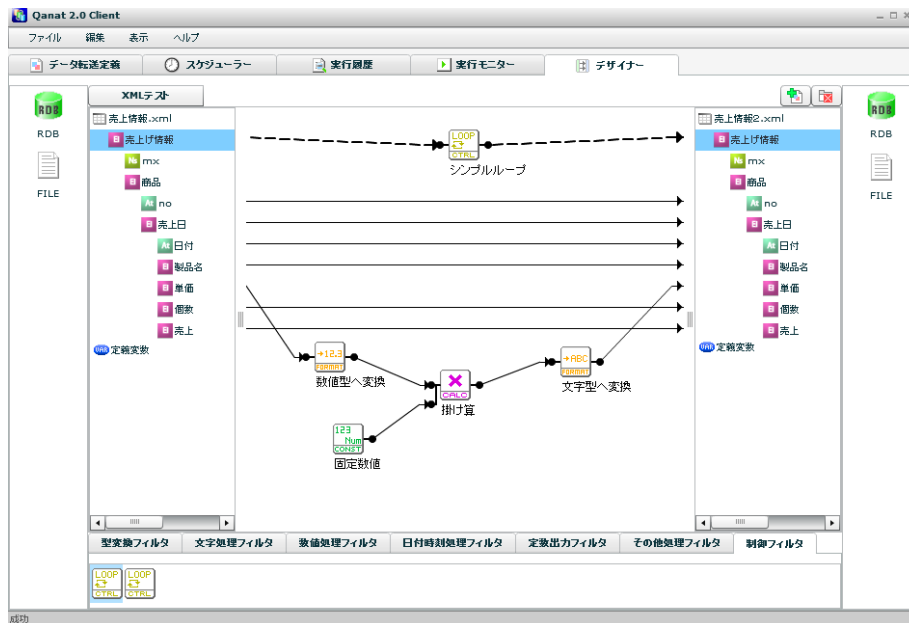 Qanat 2.0 Client
ファイル 編集 表示 ヘルプ
データ転送定義 スケジューラー 実行履歴 実行モニター デザイナー
RDB
RDB
FILE
XMLテスト
売上情報.xml
B 売上げ情報
Ns mx
B 商品
At no
B 売上日
At 日付
B 製品名
B 単価
B 個数
B 売上
VAR 定義変数
LOOP
CTRL
シンプルループ
→12.3
FORMAT
数値型へ変換
123
Num
CONST
固定数値
CALC
掛け算
→ABC
FORMAT
文字型へ変換
売上情報2.xml
B 売上げ情報
Ns mx
B 商品
At no
B 売上日
At 日付
B 製品名
B 単価
B 個数
B 売上
VAR 定義変数
RDB
RDB
FILE
型変換フィルタ 文字処理フィルタ 数値処理フィルタ 日付時刻処理フィルタ 定数出力フィルタ その他処理フィルタ 制御フィルタ
LOOP LOOP
CTRL CTRL
成功